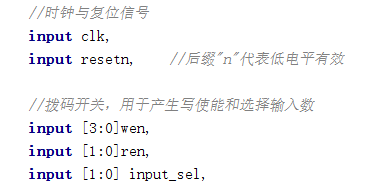 //时钟与复位信号
input clk,
input resetn,    //后缀"n"代表低电平有效
//拨码开关，用于产生写使能和选择输入数
input [3:0]wen,
input [1:0]ren,
input [1:0] input_sel,